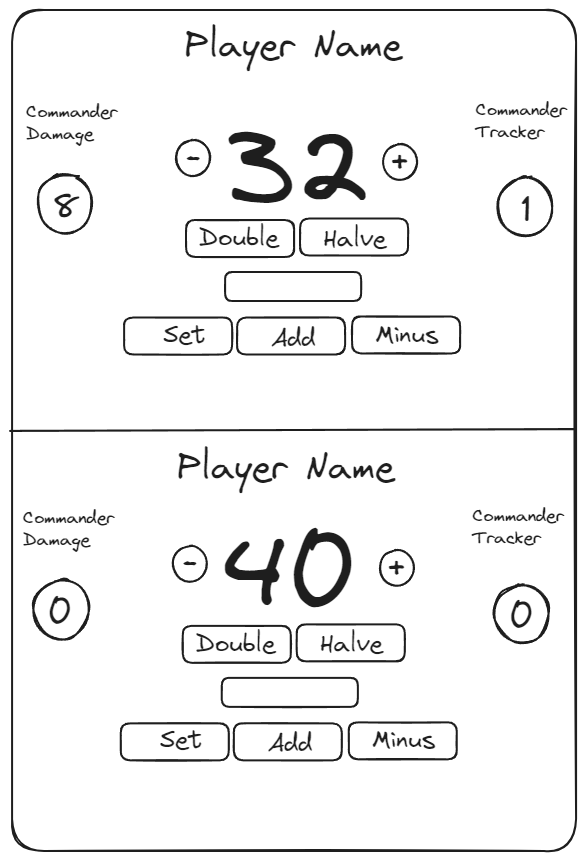 Player Name
Commander
Damage
Commander
Tracker
- 32 +
8
1
Double Halve
Set Add Minus
Player Name
Commander
Damage
Commander
Tracker
- 40 +
0
0
Double Halve
Set Add Minus